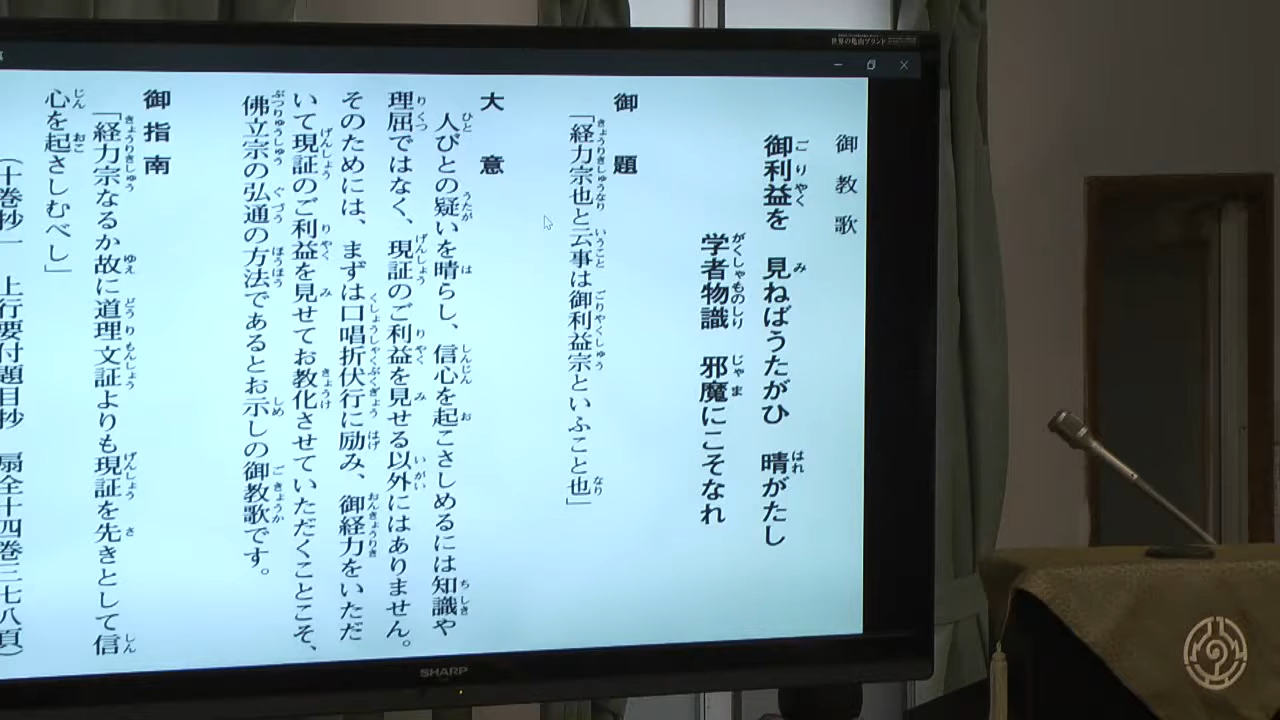 御教歌
御利益を 見ねばうたがひ 晴がたし
学者物識 邪魔にこそなれ
御題
「経力宗也と云事は御利益宗といふこと也」
大意
人びとの疑いを晴らし、信心を起こさしめるには知識や
理屈ではなく、現証のご利益を見せる以外にはありません。
そのためには、まずは口唱折伏行に励み、御経力をいただ
いて現証のご利益を見せてお教化させていただくことこそ、
佛立宗の弘通の方法であるとお示しの御教歌です。
御指南
「経力宗なるか故に道理文証よりも現証を先きとして信
心を起さしむべし」
(十巻抄一 上行要付題目抄 扇全十四巻三七八頁)
SHARP
世界の亀山ブランド